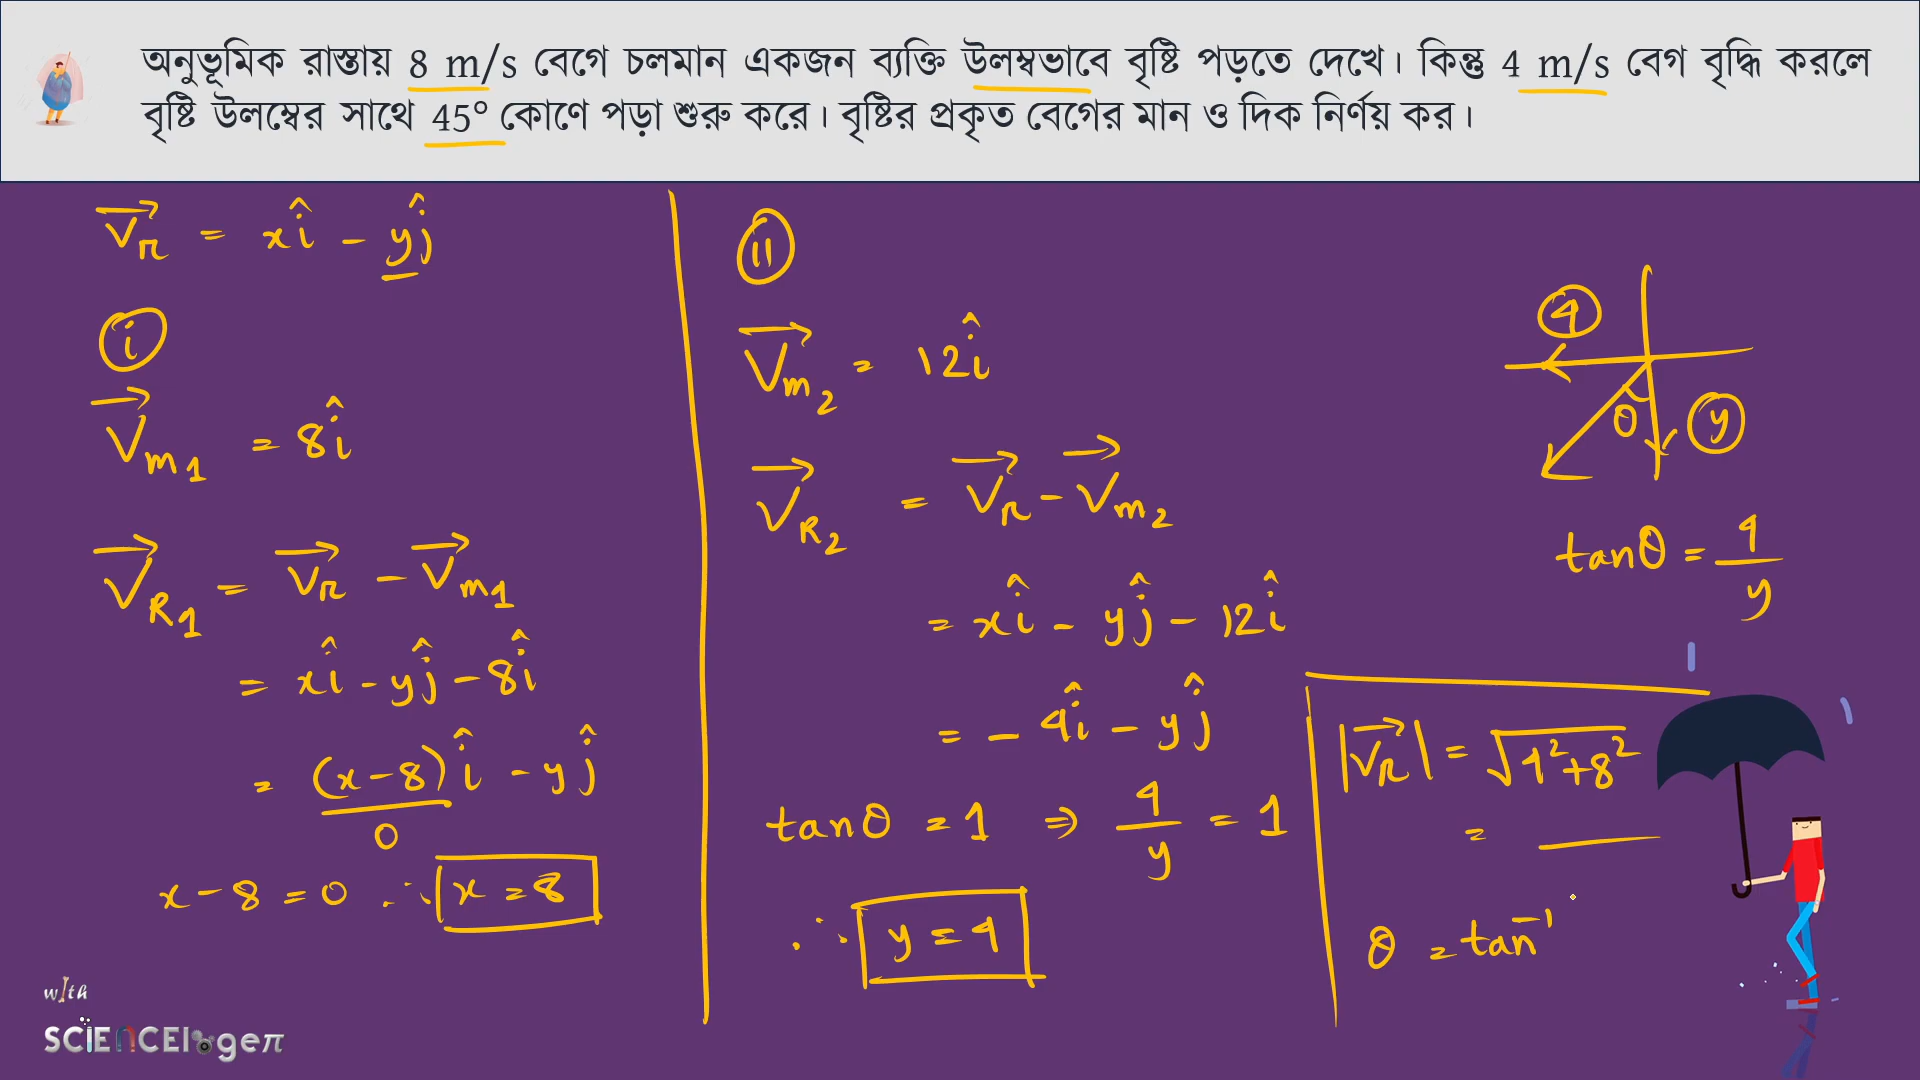 অনুভূমিক রাস্তায় 8 m/s বেগে চলমান একজন ব্যক্তি উলম্বভাবে বৃষ্টি পড়তে দেখে। কিন্তু 4 m/s বেগ বৃদ্ধি করলে
বৃষ্টি উলম্বের সাথে 45° কোণে পড়া শুরু করে। বৃষ্টির প্রকৃত বেগের মান ও দিক নির্ণয় কর।
V⃗r = xî - yĵ
i
V⃗m1 = 8î
V⃗R1 = V⃗r - V⃗m1
= xî - yĵ - 8î
= (x-8)î - yĵ
0
x - 8 = 0 ∴ x = 8
ii
V⃗m2 = 12î
V⃗R2 = V⃗r - V⃗m2
= xî - yĵ - 12î
= - 4î - yĵ
tanθ = 1 ⇒ 4/y = 1
∴ y = 4
4
θ
y
tanθ = 4/y
|V⃗r| = √4²+8²
=
θ = tan⁻¹
with
SCIENCElogeπ